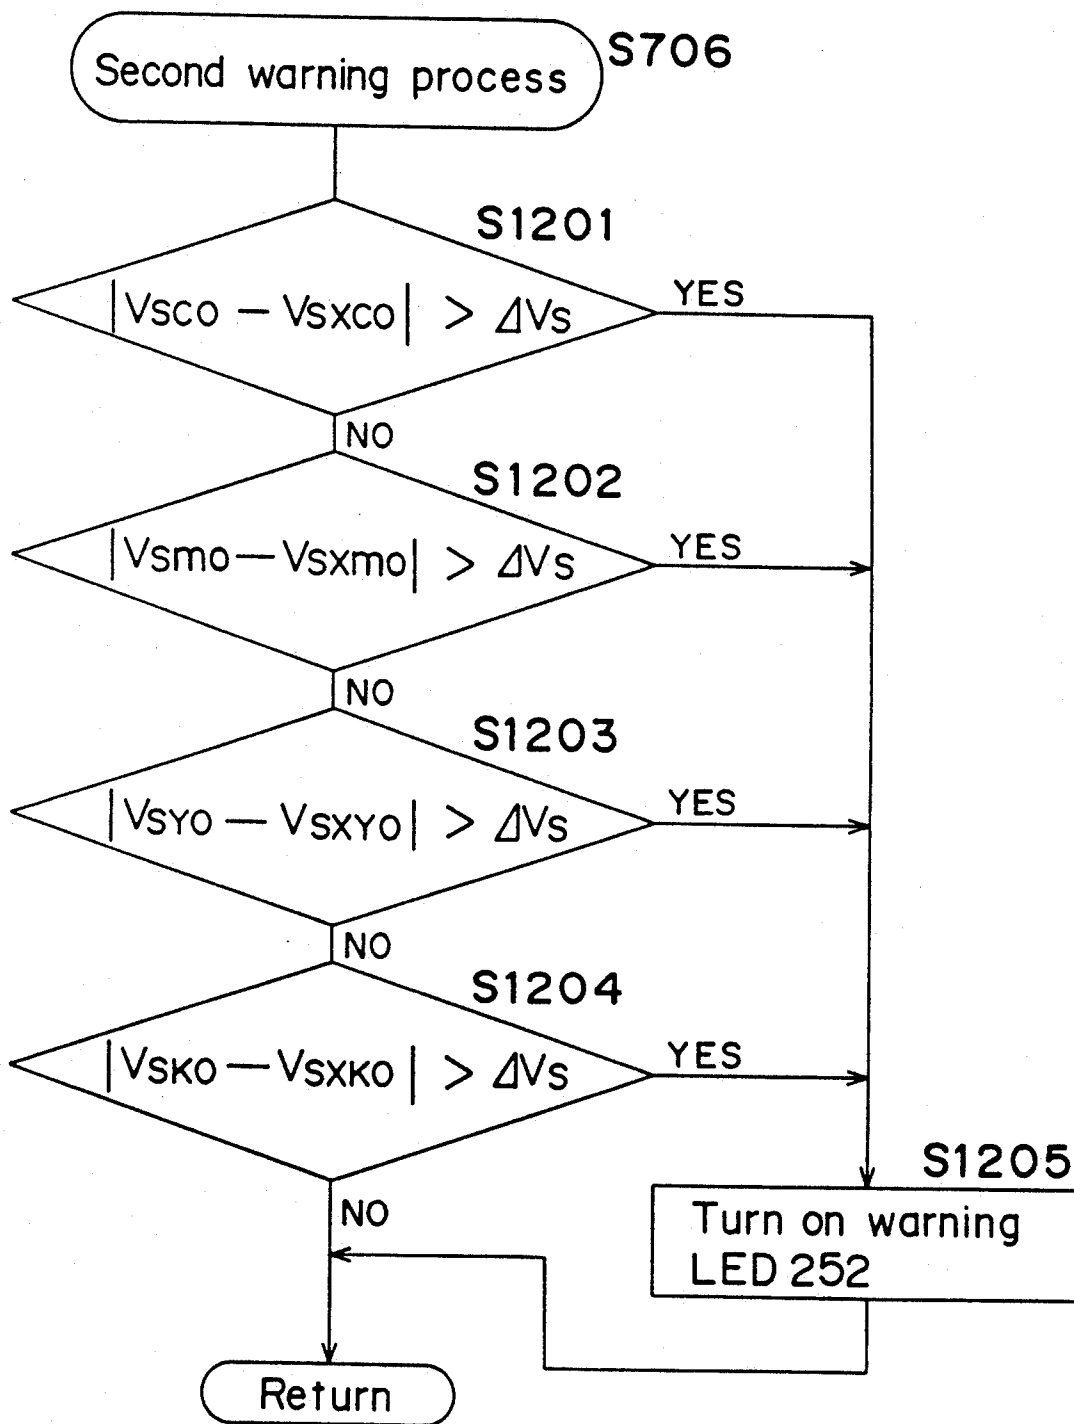 Second warning process
S706
S1201
|VSCO — VSXCO| > ΔVS
YES
NO
S1202
|VSmO — VSXmO| > ΔVS
YES
NO
S1203
|VSYO — VSXYO| > ΔVS
YES
NO
S1204
|VSKO — VSXKO| > ΔVS
YES
NO
S1205
Turn on warning
LED 252
Return